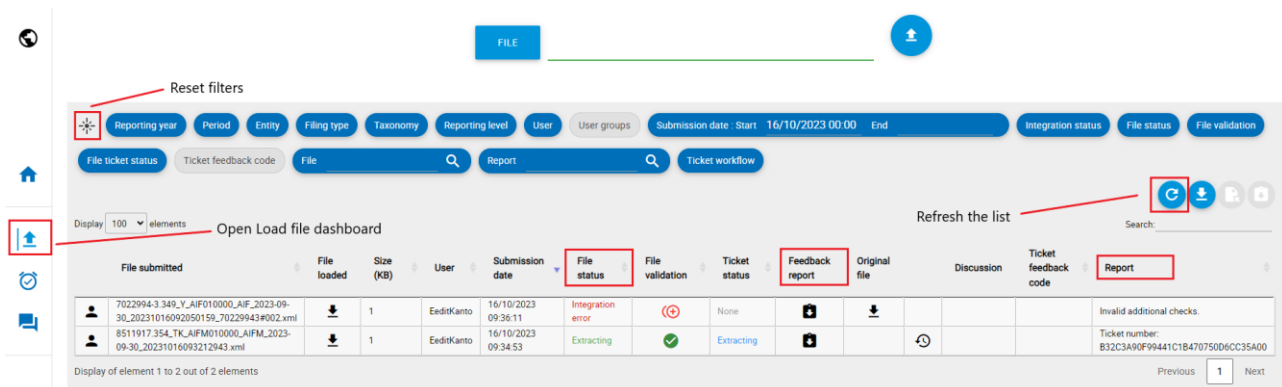 FILE
Reset filters
Reporting year Period Entity Filing type Taxonomy Reporting level User User groups Submission date : Start 16/10/2023 00:00 End Integration status File status File validation
File ticket status Ticket feedback code File Report Ticket workflow
Refresh the list
Display 100 elements
Open Load file dashboard
Search:
File submitted File loaded Size (KB) User Submission date File status File validation Ticket status Feedback report Original file Discussion Ticket feedback code Report
7022994-3.349_Y_AIF010000_AIF_2023-09-
30_20231016092050159_70229943#002.xml
1 EeditKanto 16/10/2023 09:36:11 Integration error None Invalid additional checks.
8511917.354_TK_AIFM010000_AIFM_2023-
09-30_20231016093212943.xml
1 EeditKanto 16/10/2023 09:34:53 Extracting Extracting Ticket number:
B32C3A90F99441C1B470750D6CC35A00
Display of element 1 to 2 out of 2 elements
Previous 1 Next